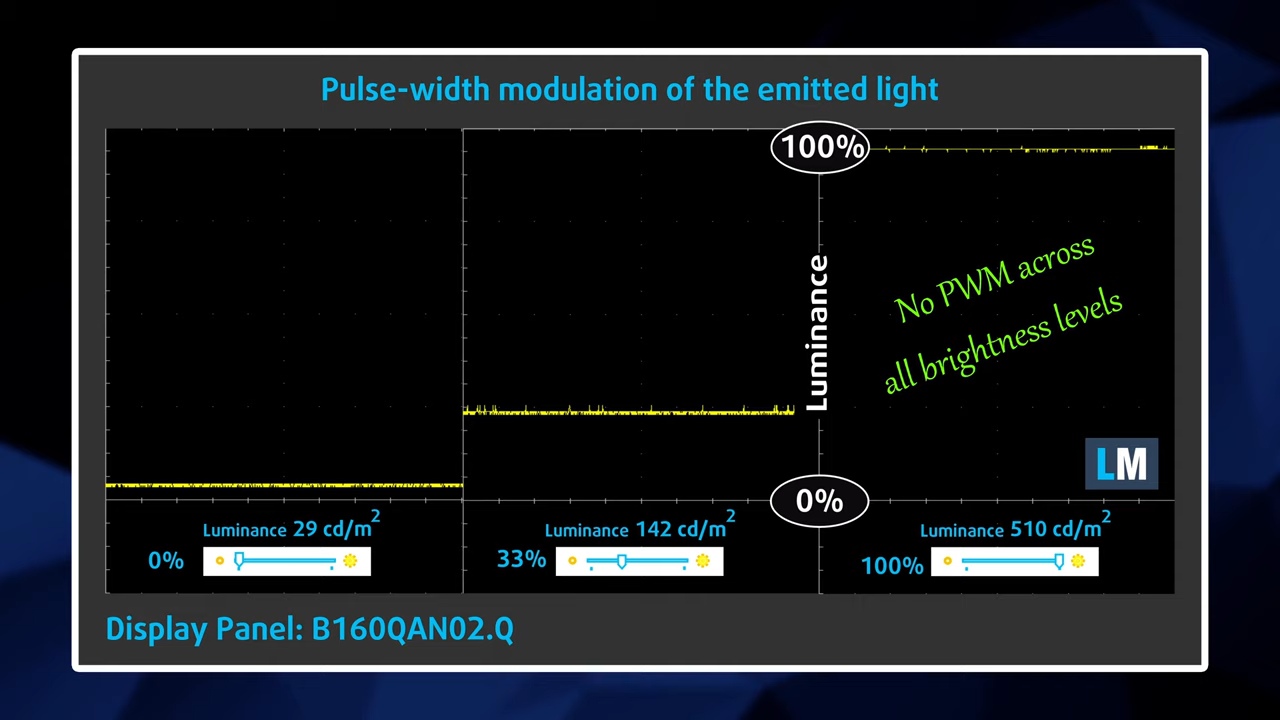 Pulse-width modulation of the emitted light
100%
Luminance
0%
No PWM across
all brightness levels
LM
Luminance 29 cd/m²
0%
Luminance 142 cd/m²
33%
Luminance 510 cd/m²
100%
Display Panel: B160QAN02.Q